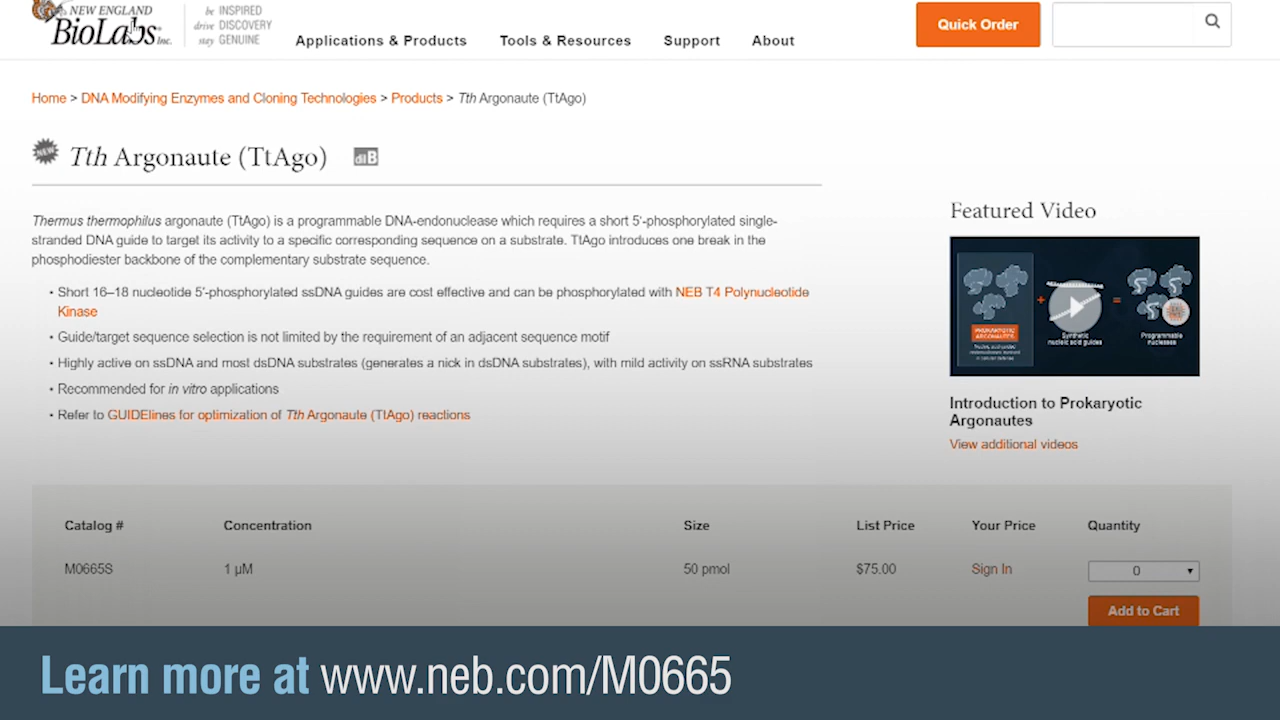 NEW ENGLAND
BioLabs Inc.
be INSPIRED
drive DISCOVERY
stay GENUINE
Applications & Products
Tools & Resources
Support
About
Quick Order
Home > DNA Modifying Enzymes and Cloning Technologies > Products > Tth Argonaute (TtAgo)
NEW
Tth Argonaute (TtAgo)
dil B
Thermus thermophilus argonaute (TtAgo) is a programmable DNA-endonuclease which requires a short 5'-phosphorylated single-
stranded DNA guide to target its activity to a specific corresponding sequence on a substrate. TtAgo introduces one break in the
phosphodiester backbone of the complementary substrate sequence.
• Short 16–18 nucleotide 5'-phosphorylated ssDNA guides are cost effective and can be phosphorylated with NEB T4 Polynucleotide
Kinase
• Guide/target sequence selection is not limited by the requirement of an adjacent sequence motif
• Highly active on ssDNA and most dsDNA substrates (generates a nick in dsDNA substrates), with mild activity on ssRNA substrates
• Recommended for in vitro applications
• Refer to GUIDElines for optimization of Tth Argonaute (TtAgo) reactions
Featured Video
+
=
PROKARYOTIC
ARGONAUTES
Synthetic
nucleic acid guides
Programmable
nucleases
Introduction to Prokaryotic
Argonautes
View additional videos
Catalog #
Concentration
Size
List Price
Your Price
Quantity
M0665S
1 µM
50 pmol
$75.00
Sign In
0
Add to Cart
Learn more at www.neb.com/M0665